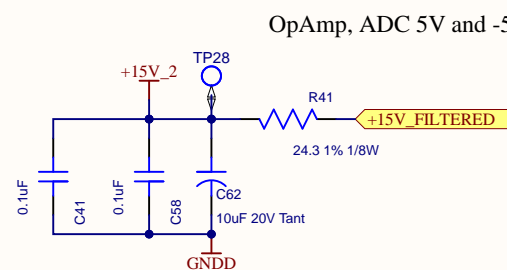 OpAmp, ADC 5V and -5
TP28
+15V_2
R41
+15V_FILTERED
24.3 1% 1/8W
0.1uF
C41
0.1uF
C58
C62
10uF 20V Tant
GNDD